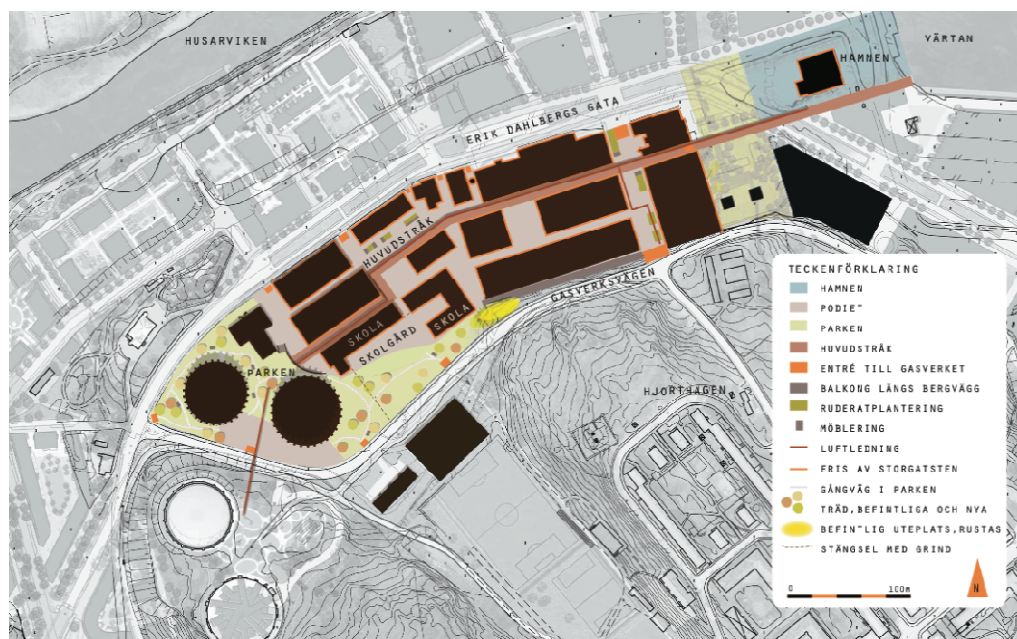 HUSARVIKEN
VÄRTAN
HAMNEN
ERIK DAHLBERGS GATA
HUVUDSTRÅK
GASVERKSVÄGEN
SKOLA
SKOLA
SKOLGÅRD
PARKEN
HJORTHAGEN
TECKENFÖRKLARING
HAMNEN
PODIET
PARKEN
HUVUDSTRÅK
ENTRÉ TILL GASVERKET
BALKONG LÄNGS BERGVÄGG
RUDERATPLANTERING
MÖBLERING
LUFTLEDNING
FRIS AV STORGATSTEN
GÅNGVÄG I PARKEN
TRÄD, BEFINTLIGA OCH NYA
BEFINTLIG UTEPLATS, RUSTAS
STÄNGSEL MED GRIND
0 100M
N